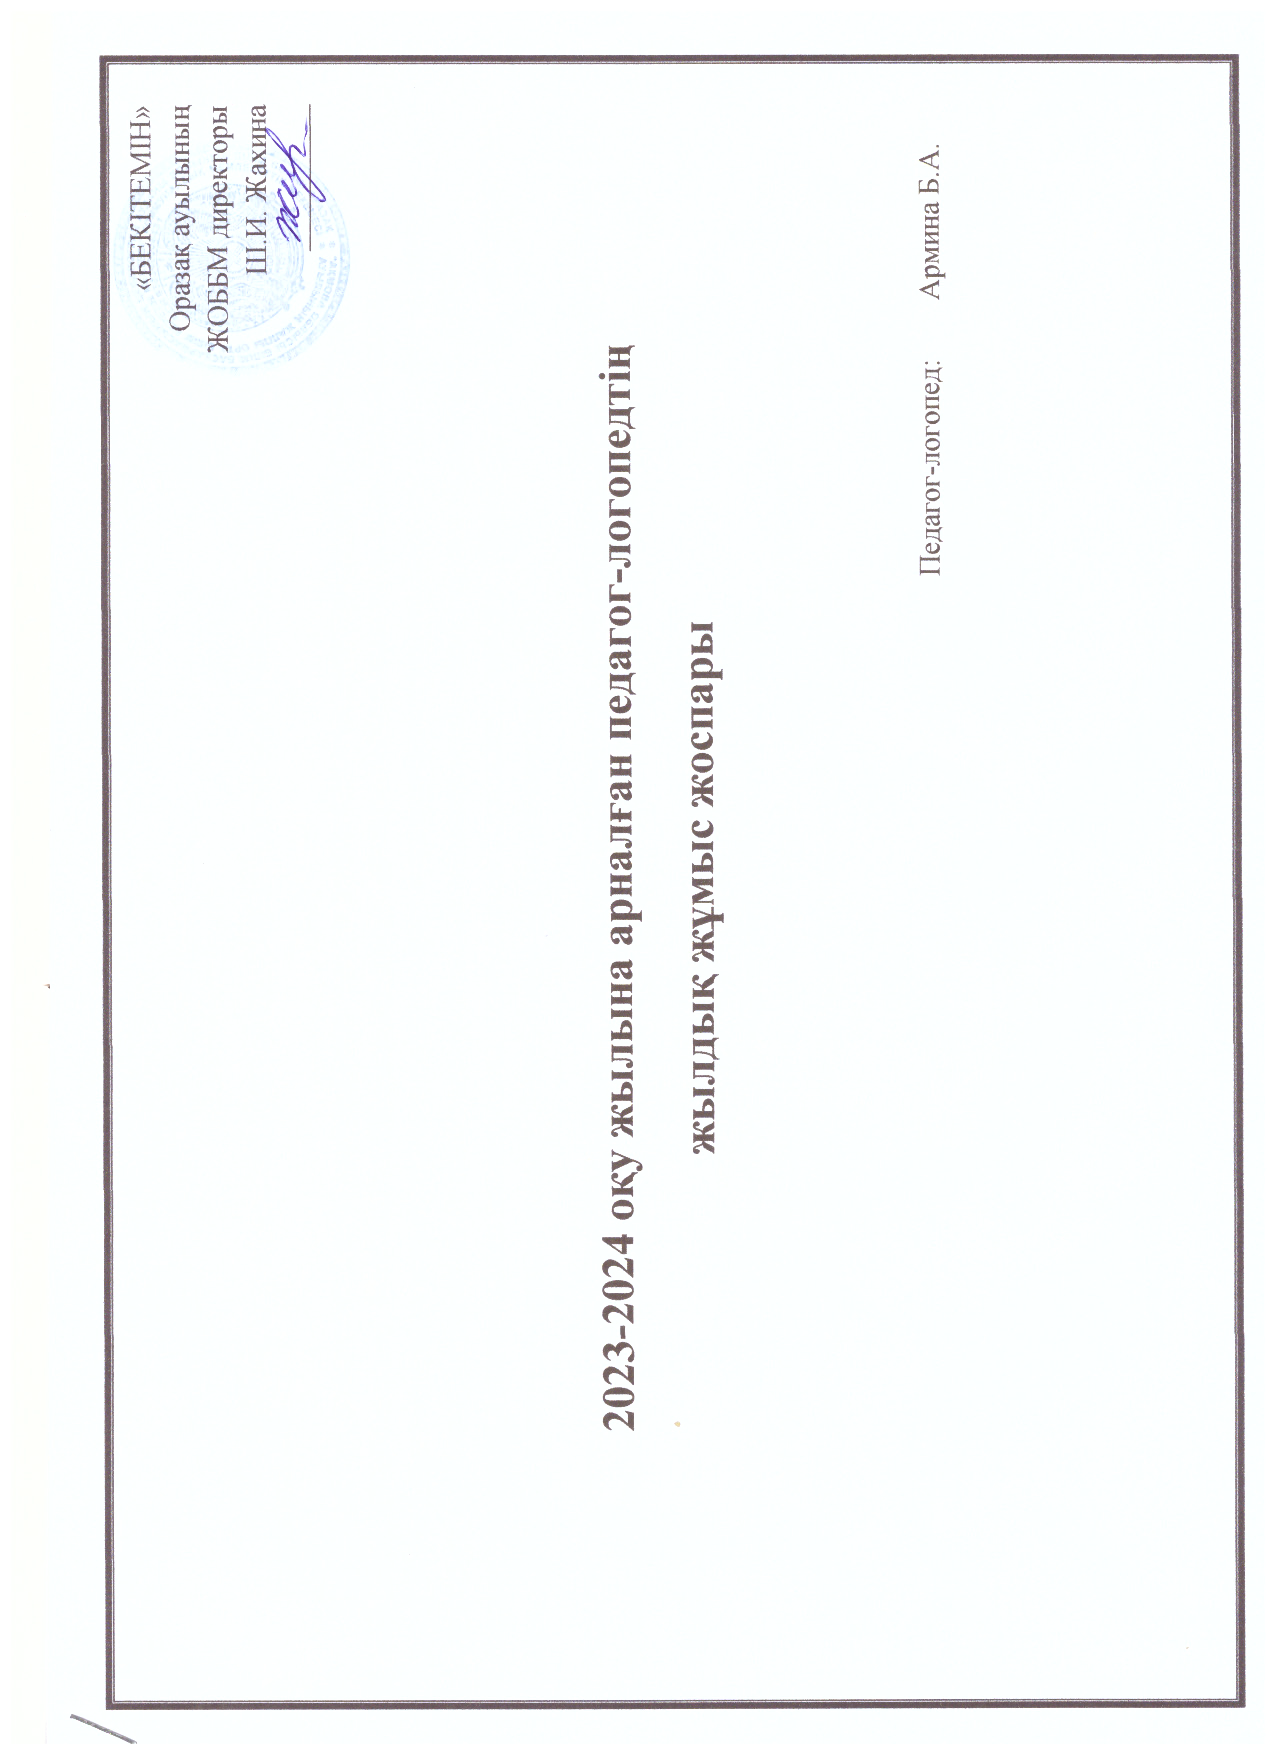 «БЕКІТЕМІН»
Оразақ ауылының
ЖОББМ директоры
Ш.И. Жахина
2023-2024 оқу жылына арналған педагог-логопедтің
жылдық жұмыс жоспары
Педагог-логопед: Армина Б.А.